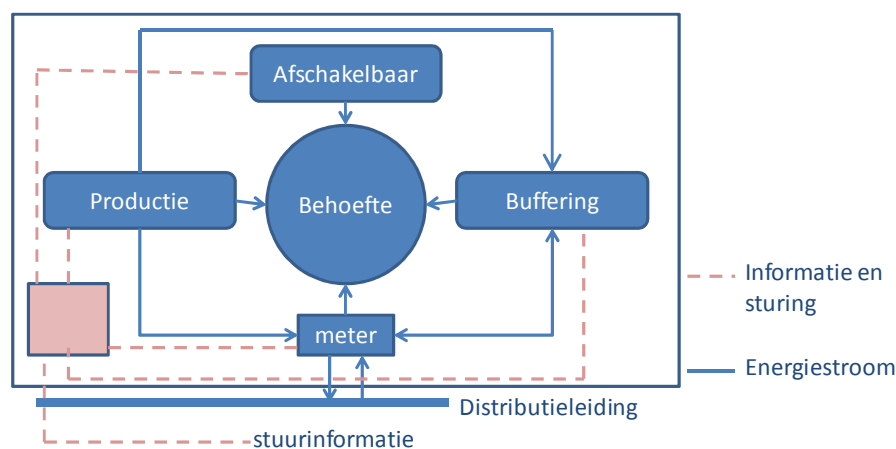 Afschakelbaar
Productie
Behoefte
Buffering
meter
Informatie en
sturing
Energiestroom
Distributieleiding
stuurinformatie